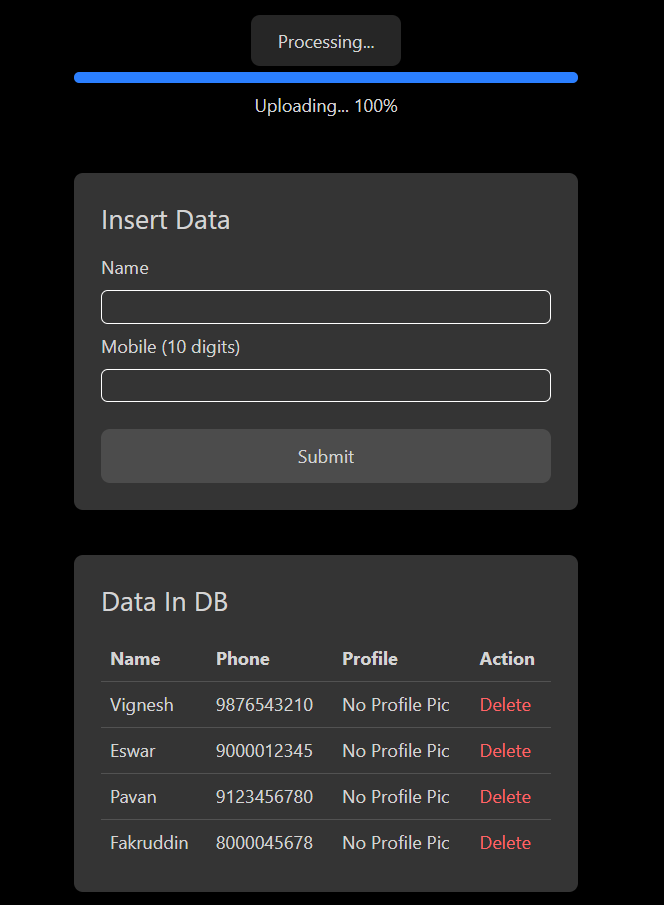 Processing...
Uploading... 100%
Insert Data
Name
Mobile (10 digits)
Submit
Data In DB
Name Phone Profile Action
Vignesh 9876543210 No Profile Pic Delete
Eswar 9000012345 No Profile Pic Delete
Pavan 9123456780 No Profile Pic Delete
Fakruddin 8000045678 No Profile Pic Delete